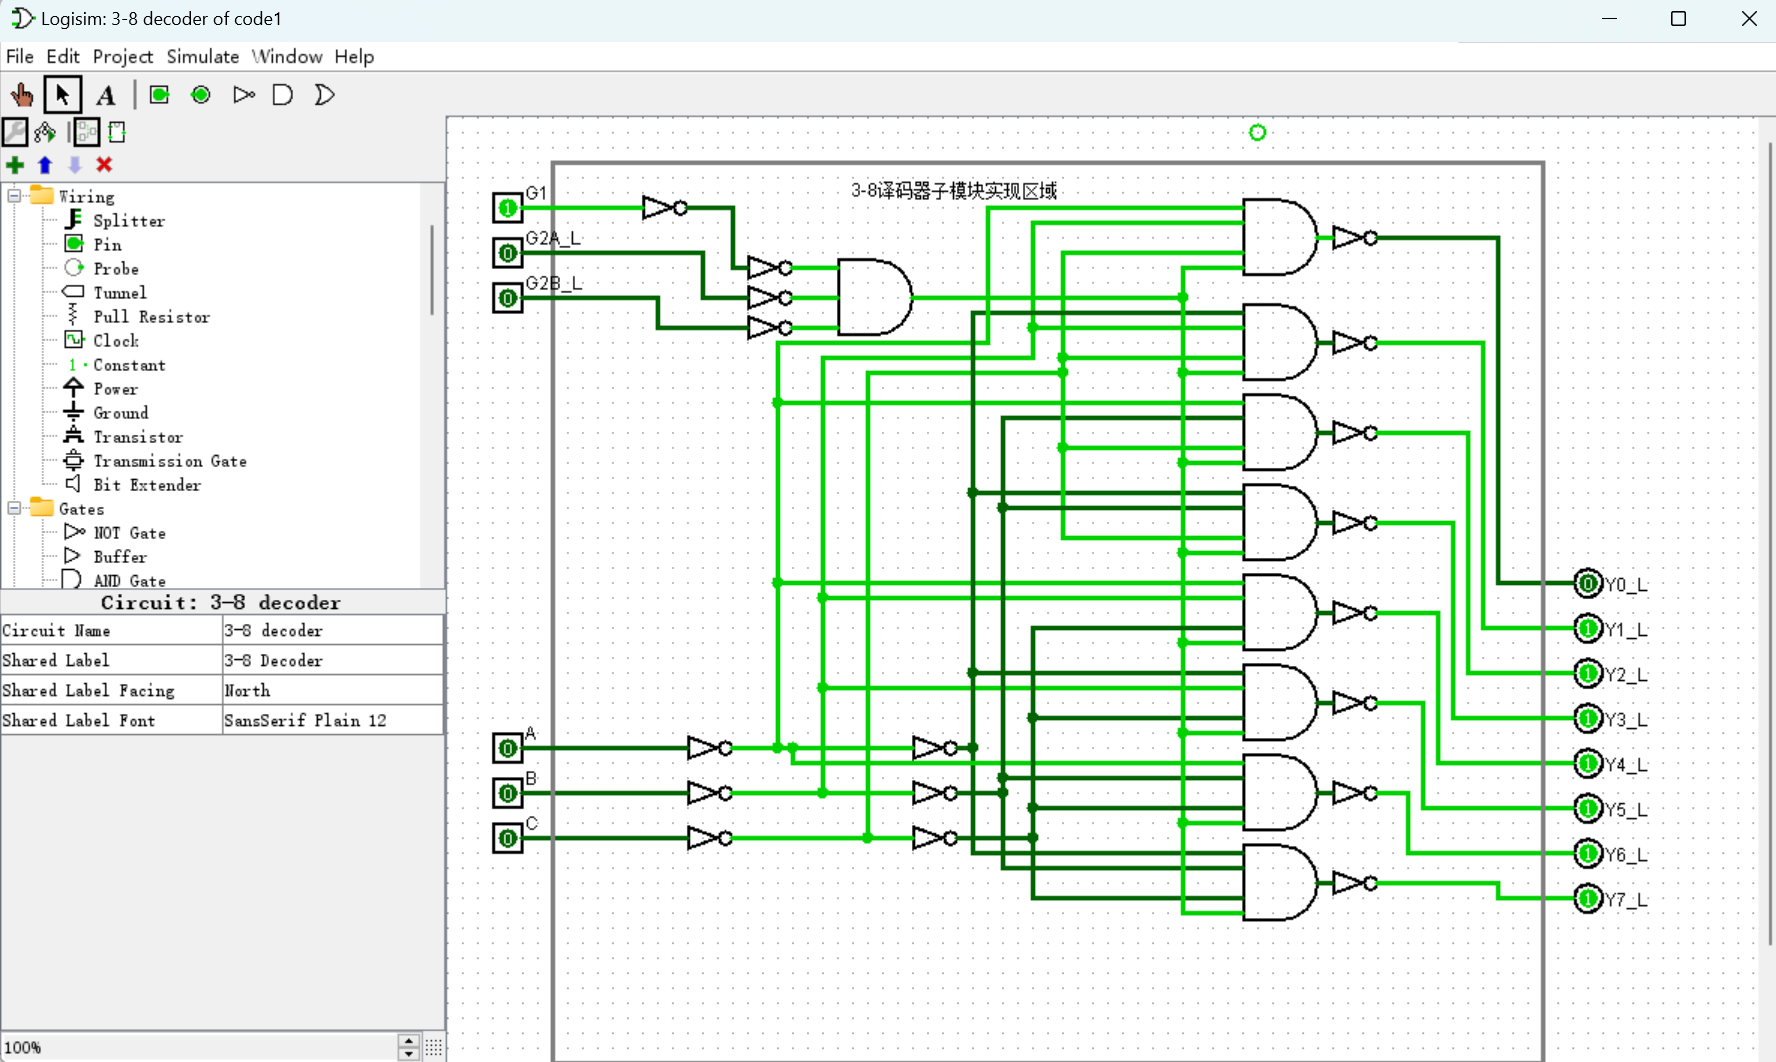 Logisim: 3-8 decoder of code1
File Edit Project Simulate Window Help
A
Wiring
Splitter
Pin
Probe
Tunnel
Pull Resistor
Clock
1 Constant
Power
Ground
Transistor
Transmission Gate
Bit Extender
Gates
NOT Gate
Buffer
AND Gate
Circuit: 3-8 decoder
Circuit Name 3-8 decoder
Shared Label 3-8 Decoder
Shared Label Facing North
Shared Label Font SansSerif Plain 12
100%
3-8译码器子模块实现区域
1 G1
0 G2A_L
0 G2B_L
0 A
0 B
0 C
0 Y0_L
1 Y1_L
1 Y2_L
1 Y3_L
1 Y4_L
1 Y5_L
1 Y6_L
1 Y7_L